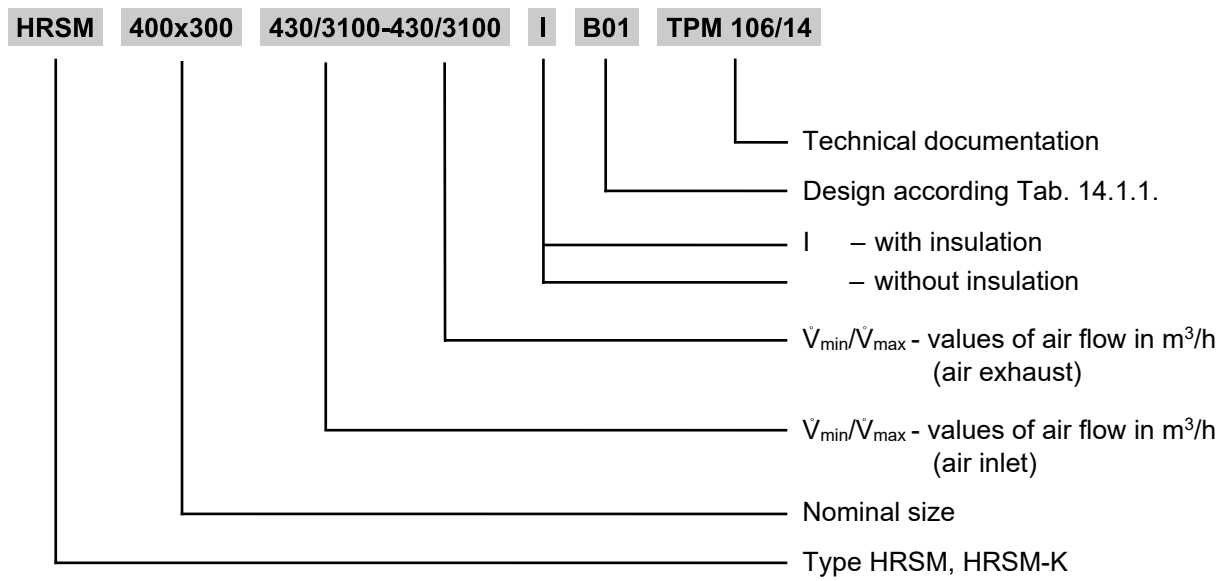 HRSM 400x300 430/3100-430/3100 I B01 TPM 106/14
Technical documentation
Design according Tab. 14.1.1.
I – with insulation
– without insulation
V̊min/V̊max - values of air flow in m³/h
(air exhaust)
V̊min/V̊max - values of air flow in m³/h
(air inlet)
Nominal size
Type HRSM, HRSM-K